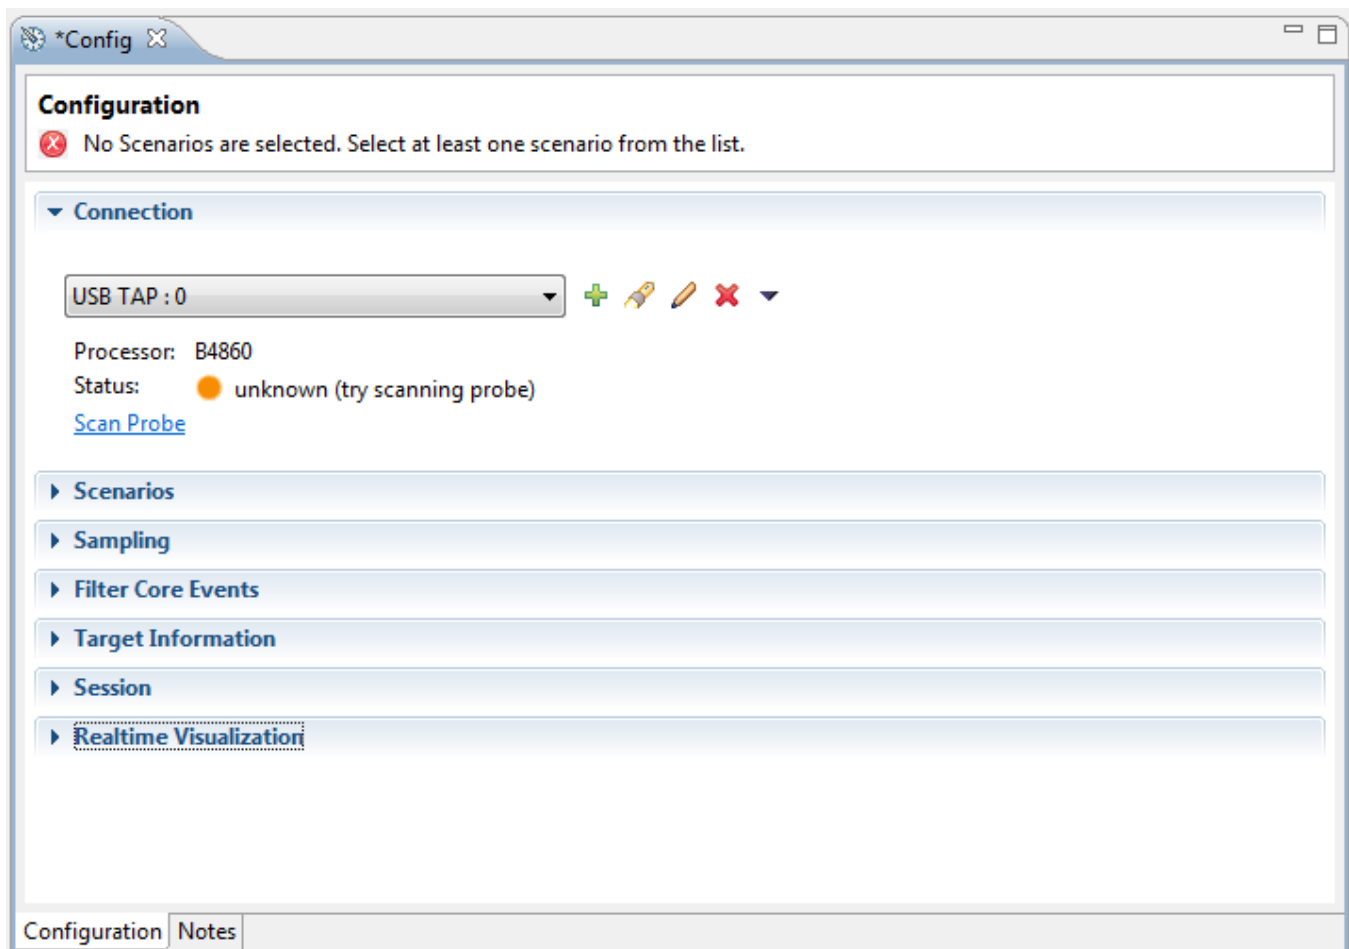 *Config
Configuration
No Scenarios are selected. Select at least one scenario from the list.
Connection
USB TAP : 0
Processor: B4860
Status: unknown (try scanning probe)
Scan Probe
Scenarios
Sampling
Filter Core Events
Target Information
Session
Realtime Visualization
Configuration Notes